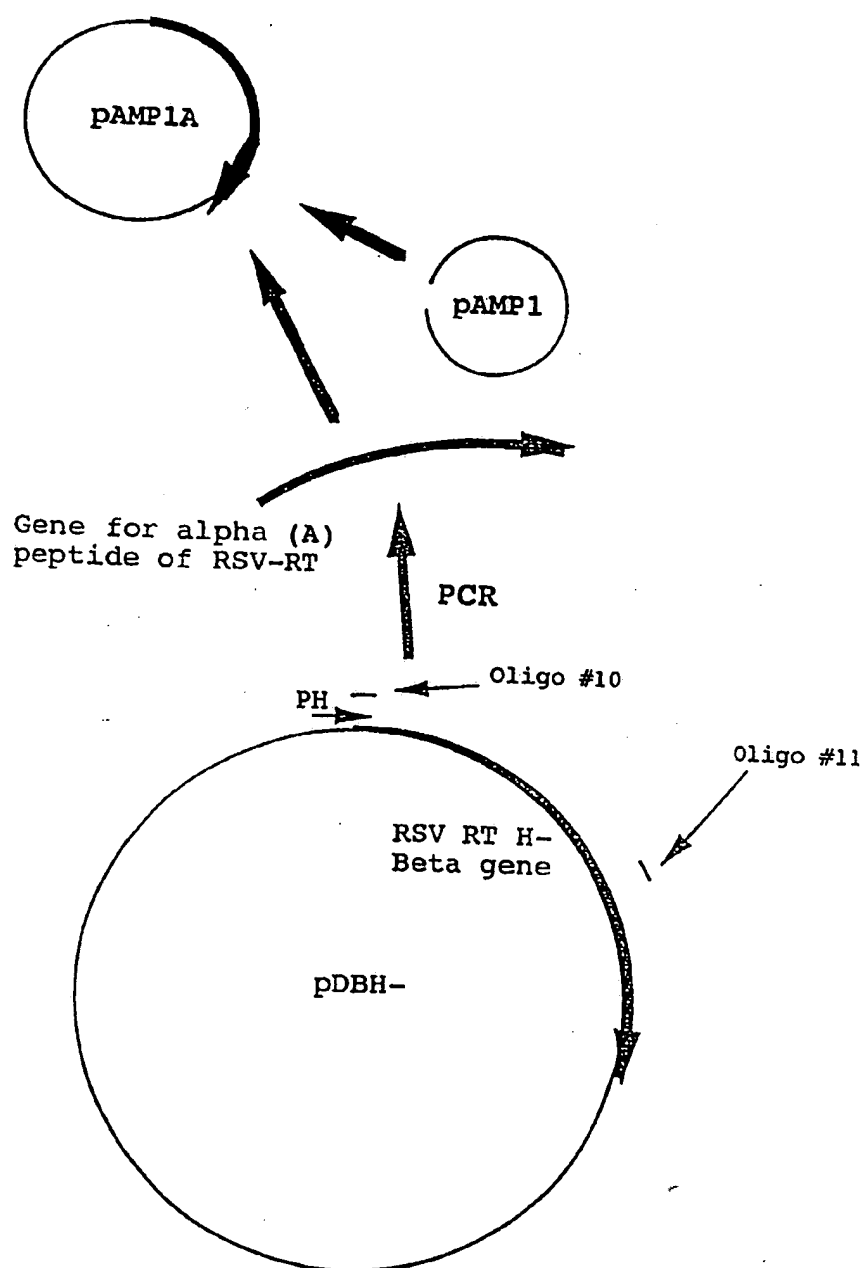 pAMP1A
pAMP1
Gene for alpha (A)
peptide of RSV-RT
PCR
Oligo #10
PH
Oligo #11
RSV RT H-
Beta gene
pDBH-